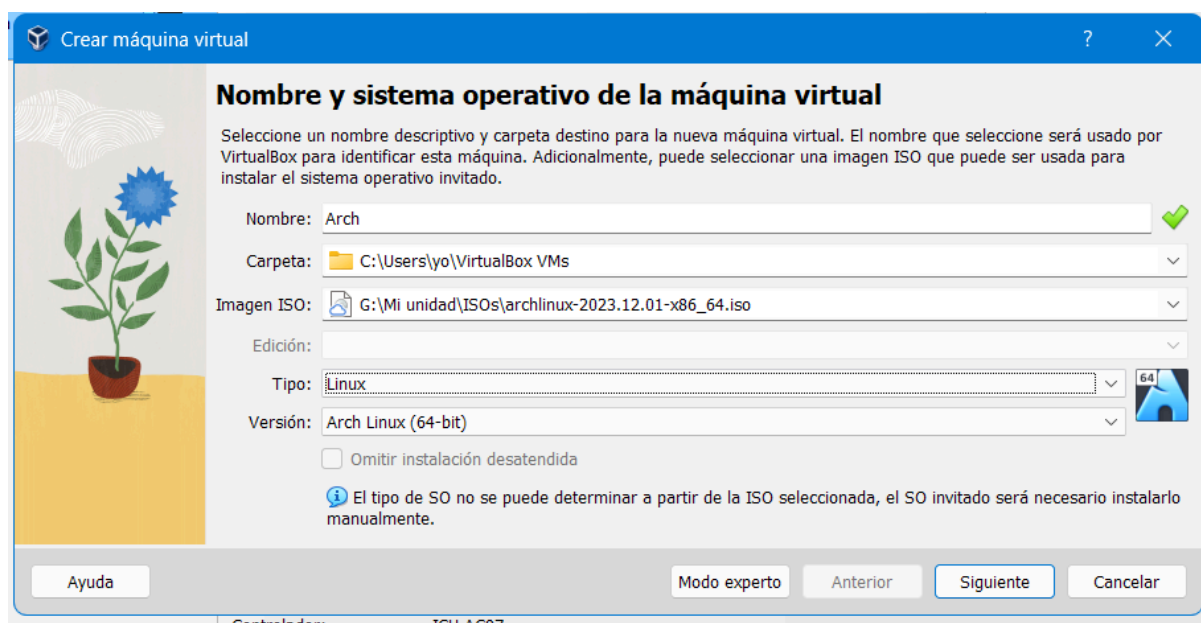 Crear máquina virtual
Nombre y sistema operativo de la máquina virtual
Seleccione un nombre descriptivo y carpeta destino para la nueva máquina virtual. El nombre que seleccione será usado por
VirtualBox para identificar esta máquina. Adicionalmente, puede seleccionar una imagen ISO que puede ser usada para
instalar el sistema operativo invitado.
Nombre: Arch
Carpeta: C:\Users\yo\VirtualBox VMs
Imagen ISO: G:\Mi unidad\ISOs\archlinux-2023.12.01-x86_64.iso
Edición:
Tipo: Linux
64
Versión: Arch Linux (64-bit)
Omitir instalación desatendida
El tipo de SO no se puede determinar a partir de la ISO seleccionada, el SO invitado será necesario instalarlo
manualmente.
Ayuda Modo experto Anterior Siguiente Cancelar